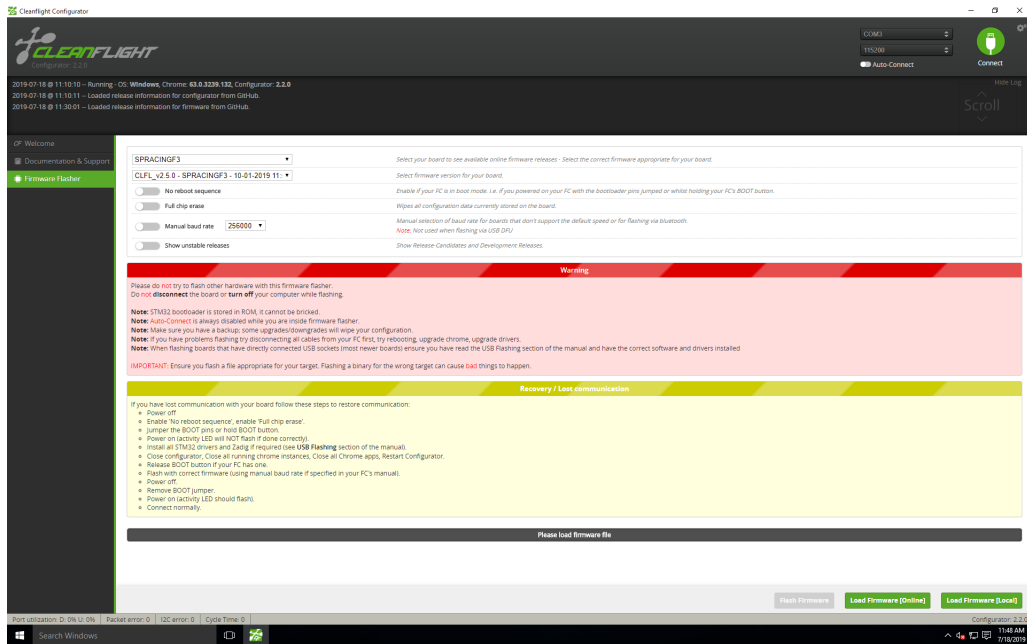 Cleanflight Configurator
CLEANFLIGHT
Configurator: 2.2.0
COM3
115200
Auto-Connect
Connect
2019-07-18 @ 11:10:10 -- Running - OS: Windows, Chrome: 63.0.3239.132, Configurator: 2.2.0
2019-07-18 @ 11:10:11 -- Loaded release information for configurator from GitHub.
2019-07-18 @ 11:30:01 -- Loaded release information for firmware from GitHub.
Hide Log
Scroll
Welcome
Documentation & Support
Firmware Flasher
SPRACINGF3
Select your board to see available online firmware releases - Select the correct firmware appropriate for your board.
CLFL_v2.5.0 - SPRACINGF3 - 10-01-2019 11:
Select firmware version for your board.
No reboot sequence
Enable if your FC is in boot mode. i.e. if you powered on your FC with the bootloader pins jumped or whilst holding your FC's BOOT button.
Full chip erase
Wipes all configuration data currently stored on the board.
Manual baud rate
256000
Manual selection of baud rate for boards that don't support the default speed or for flashing via bluetooth.
Note: Not used when flashing via USB DFU
Show unstable releases
Show Release-Candidates and Development Releases.
Warning
Please do not try to flash other hardware with this firmware flasher.
Do not disconnect the board or turn off your computer while flashing.
Note: STM32 bootloader is stored in ROM, it cannot be bricked.
Note: Auto-Connect is always disabled while you are inside firmware flasher.
Note: Make sure you have a backup; some upgrades/downgrades will wipe your configuration.
Note: If you have problems flashing try disconnecting all cables from your FC first, try rebooting, upgrade chrome, upgrade drivers.
Note: When flashing boards that have directly connected USB sockets (most newer boards) ensure you have read the USB Flashing section of the manual and have the correct software and drivers installed
IMPORTANT: Ensure you flash a file appropriate for your target. Flashing a binary for the wrong target can cause bad things to happen.
Recovery / Lost communication
If you have lost communication with your board follow these steps to restore communication:
Power off
Enable 'No reboot sequence', enable 'Full chip erase'.
Jumper the BOOT pins or hold BOOT button.
Power on (activity LED will NOT flash if done correctly).
Install all STM32 drivers and Zadig if required (see USB Flashing section of the manual).
Close configurator, Close all running chrome instances, Close all Chrome apps, Restart Configurator.
Release BOOT button if your FC has one.
Flash with correct firmware (using manual baud rate if specified in your FC's manual).
Power off.
Remove BOOT jumper.
Power on (activity LED should flash).
Connect normally.
Please load firmware file
Flash Firmware
Load Firmware [Online]
Load Firmware [Local]
Port utilization: D: 0% U: 0%
Packet error: 0
I2C error: 0
Cycle Time: 0
Configurator: 2.2.0
Search Windows
11:48 AM
7/18/2019